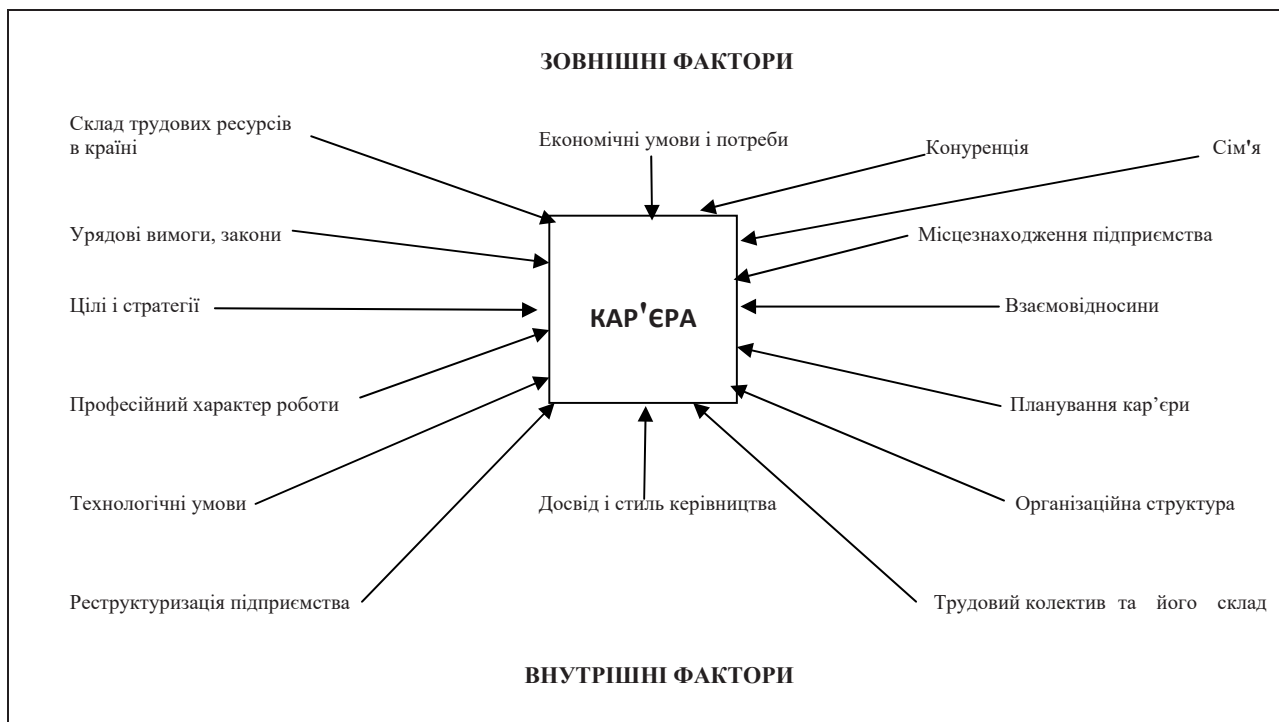 ЗОВНІШНІ ФАКТОРИ
Склад трудових ресурсів
в країні
Економічні умови і потреби
Конуренція
Сім'я
Урядові вимоги, закони
Місцезнаходження підприємства
Цілі і стратегії
КАР'ЄРА
Взаємовідносини
Професійний характер роботи
Планування кар’єри
Технологічні умови
Досвід і стиль керівництва
Організаційна структура
Реструктуризація підприємства
Трудовий колектив та його склад
ВНУТРІШНІ ФАКТОРИ